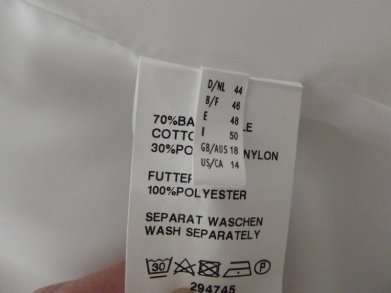 D/NL 44
B/F 46
E 48
I 50
GB/AUS 18
US/CA 14
70%BA LE
COTTO
30%PO NYLON
FUTTE
100%POLYESTER
SEPARAT WASCHEN
WASH SEPARATELY
30 P
294745